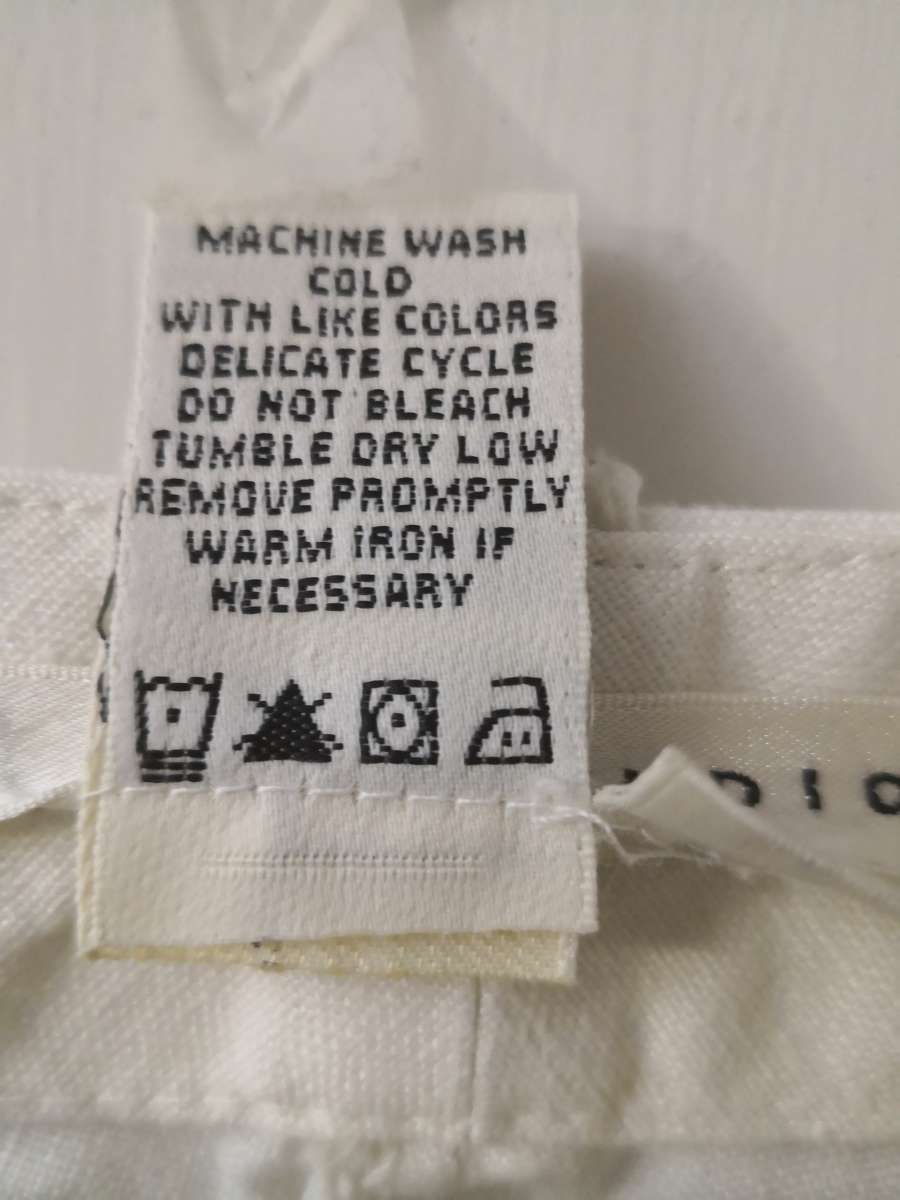 MACHINE WASH
COLD
WITH LIKE COLORS
DELICATE CYCLE
DO NOT BLEACH
TUMBLE DRY LOW
REMOVE PROMPTLY
WARM IRON IF
NECESSARY